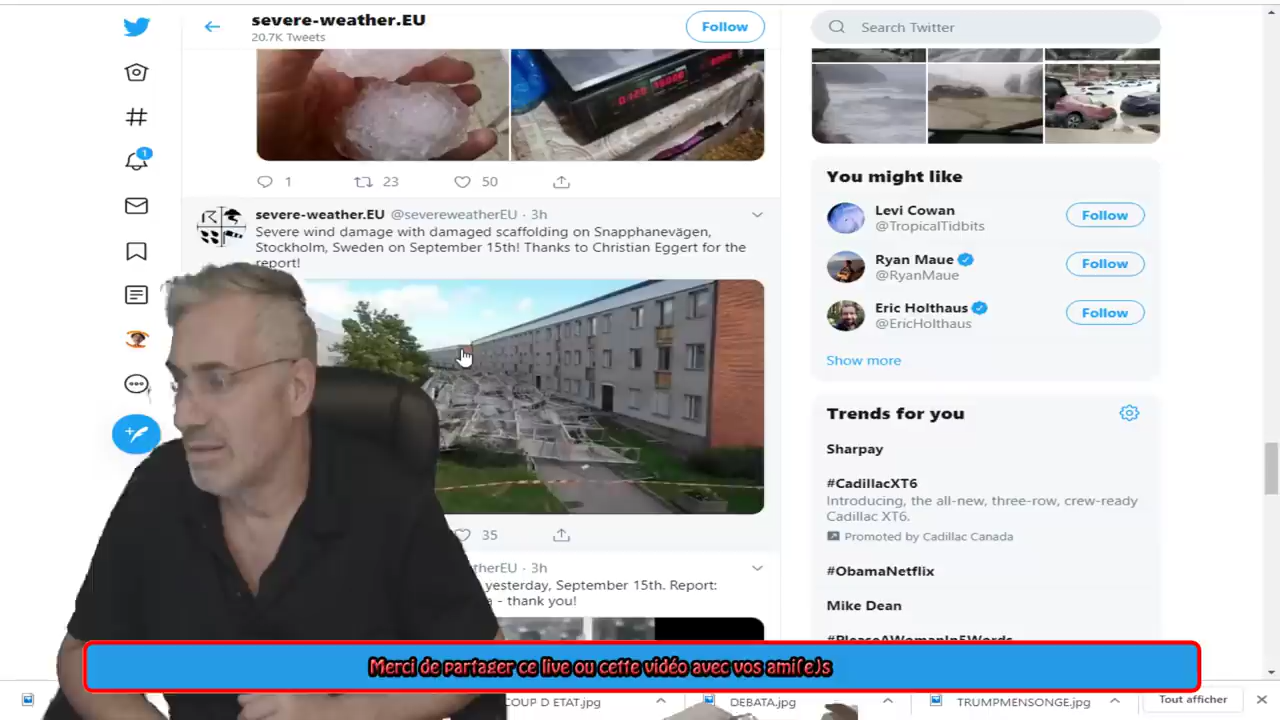 severe-weather.EU
Follow
20.7K Tweets
Search Twitter
1
1
23
50
severe-weather.EU @severeweatherEU · 3h
Severe wind damage with damaged scaffolding on Snapphanevägen,
Stockholm, Sweden on September 15th! Thanks to Christian Eggert for the
report!
35
therEU · 3h
yesterday, September 15th. Report:
- thank you!
You might like
Levi Cowan
@TropicalTidbits
Follow
Ryan Maue
@RyanMaue
Follow
Eric Holthaus
@EricHolthaus
Follow
Show more
Trends for you
Sharpay
#CadillacXT6
Introducing, the all-new, three-row, crew-ready
Cadillac XT6.
Promoted by Cadillac Canada
#ObamaNetflix
Mike Dean
#PleaseAWomanIn5Words
Merci de partager ce live ou cette vidéo avec vos ami(e)s
COUP D ETAT.jpg
DEBATA.jpg
TRUMPMENSONGE.jpg
Tout afficher